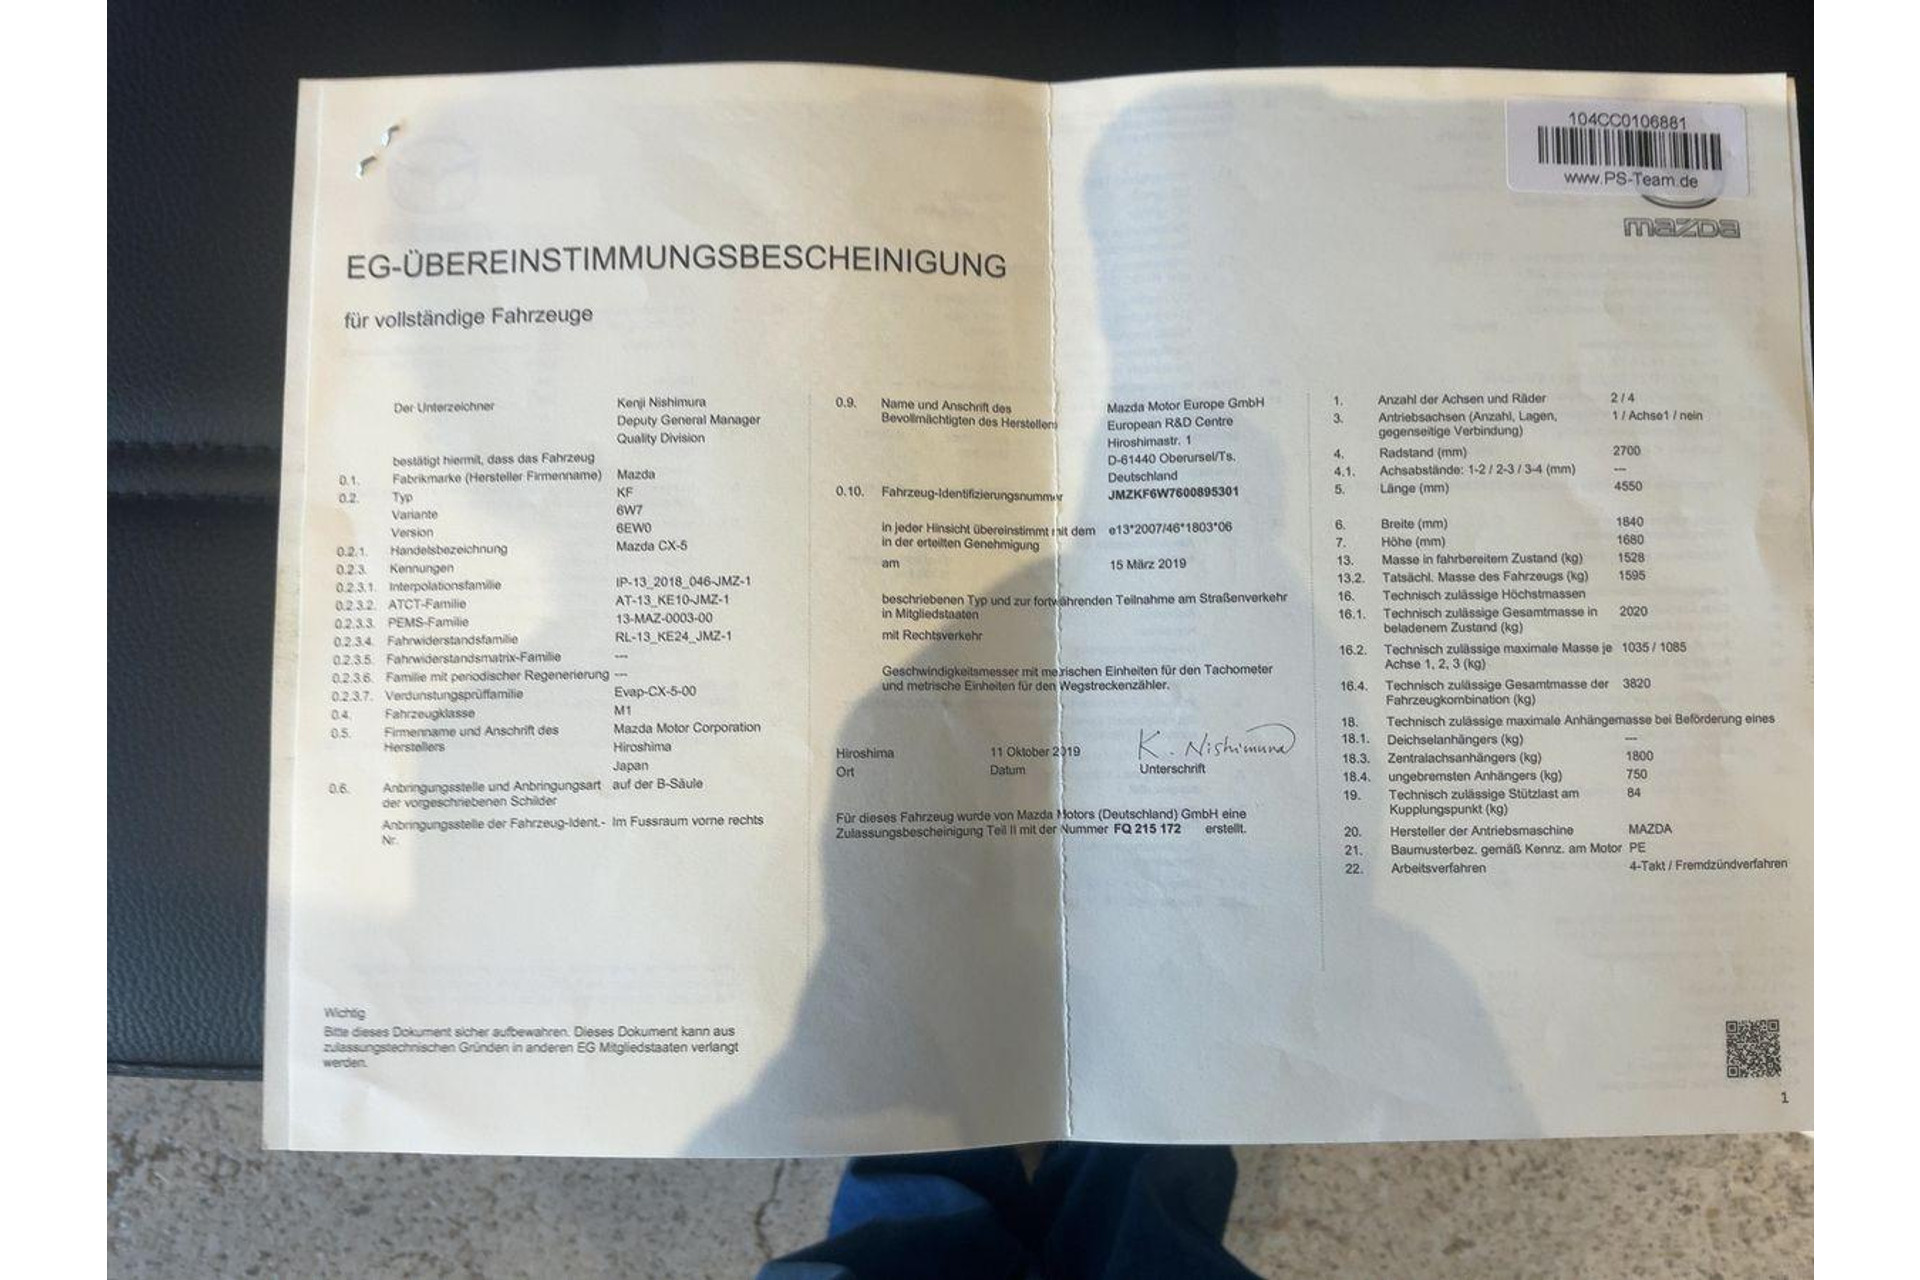 104CC0106881
www.PS-Team.de
mazda
EG-ÜBEREINSTIMMUNGSBESCHEINIGUNG
für vollständige Fahrzeuge
Der Unterzeichner Kenji Nishimura
Deputy General Manager
Quality Division
bestätigt hiermit, dass das Fahrzeug
0.1. Fabrikmarke (Hersteller Firmenname) Mazda
0.2. Typ KF
Variante 6W7
Version 6EW0
0.2.1. Handelsbezeichnung Mazda CX-5
0.2.3. Kennungen
0.2.3.1. Interpolationsfamilie IP-13_2018_046-JMZ-1
0.2.3.2. ATCT-Familie AT-13_KE10-JMZ-1
0.2.3.3. PEMS-Familie 13-MAZ-0003-00
0.2.3.4. Fahrwiderstandsfamilie RL-13_KE24_JMZ-1
0.2.3.5. Fahrwiderstandsmatrix-Familie ---
0.2.3.6. Familie mit periodischer Regenerierung ---
0.2.3.7. Verdunstungsprüffamilie Evap-CX-5-00
0.4. Fahrzeugklasse M1
0.5. Firmenname und Anschrift des Mazda Motor Corporation
Herstellers Hiroshima
Japan
0.6. Anbringungsstelle und Anbringungsart auf der B-Säule
der vorgeschriebenen Schilder
Anbringungsstelle der Fahrzeug-Ident.- Im Fussraum vorne rechts
Nr.
Wichtig
Bitte dieses Dokument sicher aufbewahren. Dieses Dokument kann aus
zulassungstechnischen Gründen in anderen EG Mitgliedstaaten verlangt
werden.
0.9. Name und Anschrift des Mazda Motor Europe GmbH
Bevollmächtigten des Herstellers European R&D Centre
Hiroshimastr. 1
D-61440 Oberursel/Ts.
Deutschland
0.10. Fahrzeug-Identifizierungsnummer JMZKF6W7600895301
in jeder Hinsicht übereinstimmt mit dem e13*2007/46*1803*06
in der erteilten Genehmigung
am 15 März 2019
beschriebenen Typ und zur fortwährenden Teilnahme am Straßenverkehr
in Mitgliedstaaten
mit Rechtsverkehr
Geschwindigkeitsmesser mit metrischen Einheiten für den Tachometer
und metrische Einheiten für den Wegstreckenzähler.
K. Nishimura
Hiroshima 11 Oktober 2019
Ort Datum Unterschrift
Für dieses Fahrzeug wurde von Mazda Motors (Deutschland) GmbH eine
Zulassungsbescheinigung Teil II mit der Nummer FQ 215 172 erstellt.
1. Anzahl der Achsen und Räder 2 / 4
3. Antriebsachsen (Anzahl, Lagen, 1 / Achse1 / nein
gegenseitige Verbindung)
4. Radstand (mm) 2700
4.1. Achsabstände: 1-2 / 2-3 / 3-4 (mm) ---
5. Länge (mm) 4550
6. Breite (mm) 1840
7. Höhe (mm) 1680
13. Masse in fahrbereitem Zustand (kg) 1528
13.2. Tatsächl. Masse des Fahrzeugs (kg) 1595
16. Technisch zulässige Höchstmassen
16.1. Technisch zulässige Gesamtmasse in 2020
beladenem Zustand (kg)
16.2. Technisch zulässige maximale Masse je 1035 / 1085
Achse 1, 2, 3 (kg)
16.4. Technisch zulässige Gesamtmasse der 3820
Fahrzeugkombination (kg)
18. Technisch zulässige maximale Anhängemasse bei Beförderung eines
18.1. Deichselanhängers (kg) ---
18.3. Zentralachsanhängers (kg) 1800
18.4. ungebremsten Anhängers (kg) 750
19. Technisch zulässige Stützlast am 84
Kupplungspunkt (kg)
20. Hersteller der Antriebsmaschine MAZDA
21. Baumusterbez. gemäß Kennz. am Motor PE
22. Arbeitsverfahren 4-Takt / Fremdzündverfahren
1